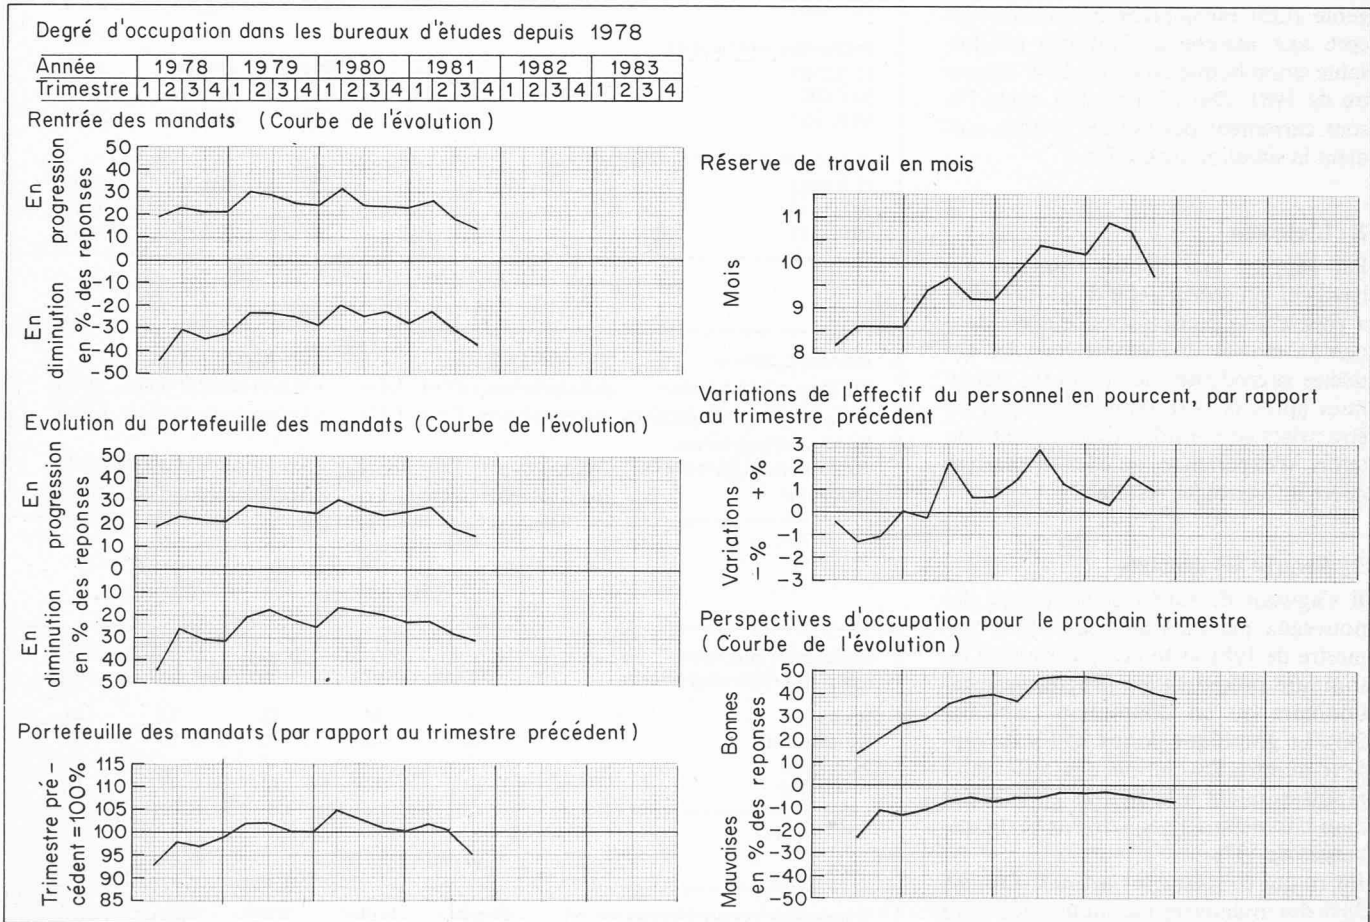 Degré d'occupation dans les bureaux d'études depuis 1978
Année 1978 1979 1980 1981 1982 1983
Trimestre 1 2 3 4 1 2 3 4 1 2 3 4 1 2 3 4 1 2 3 4 1 2 3 4
Rentrée des mandats (Courbe de l'évolution)
En
progression
En
diminution
en % des reponses
50
40
30
20
10
0
-10
-20
-30
-40
-50
Evolution du portefeuille des mandats (Courbe de l'évolution)
En
progression
En
diminution
en % des reponses
50
40
30
20
10
0
10
20
30
40
50
Portefeuille des mandats (par rapport au trimestre précédent)
Trimestre pré-
cédent = 100%
115
110
105
100
95
90
85
Réserve de travail en mois
Mois
11
10
9
8
Variations de l'effectif du personnel en pourcent, par rapport
au trimestre précédent
Variations
- % + %
3
2
1
0
-1
-2
-3
Perspectives d'occupation pour le prochain trimestre
(Courbe de l'évolution)
Mauvaises Bonnes
en % des reponses
50
40
30
20
10
0
-10
-20
-30
-40
-50